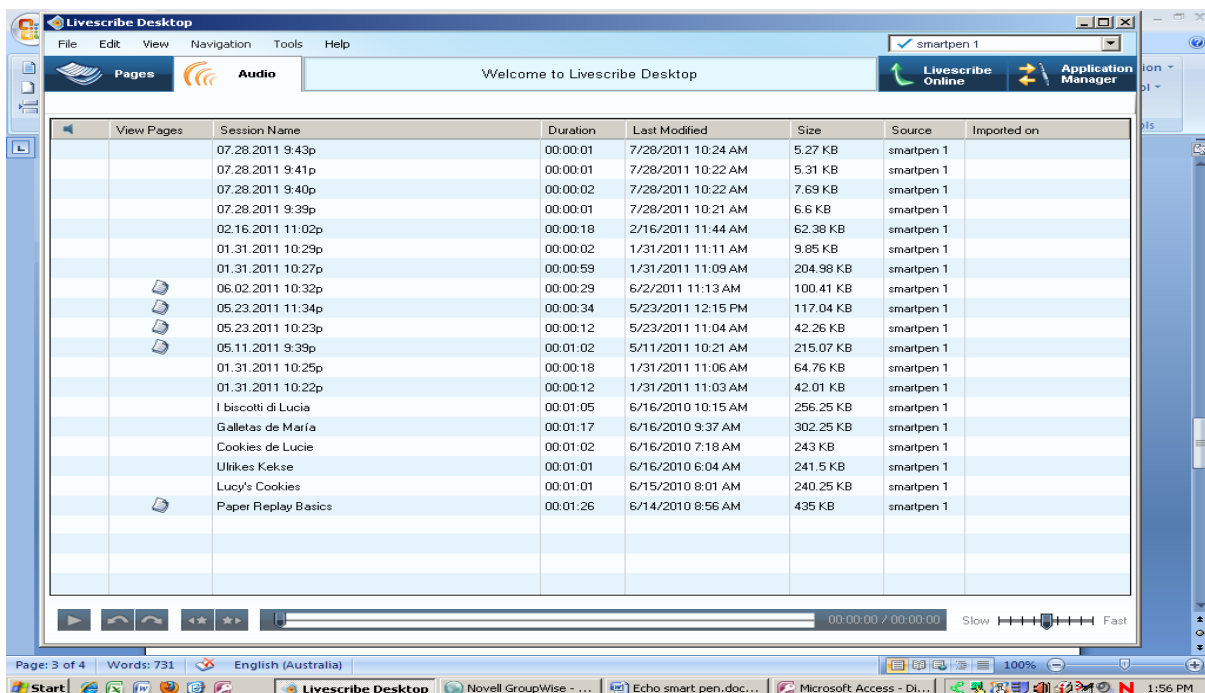 Livescribe Desktop
File Edit View Navigation Tools Help smartpen 1
Pages Audio Welcome to Livescribe Desktop Livescribe Online Application Manager
View Pages Session Name Duration Last Modified Size Source Imported on
07.28.2011 9:43p 00:00:01 7/28/2011 10:24 AM 5.27 KB smartpen 1
07.28.2011 9:41p 00:00:01 7/28/2011 10:22 AM 5.31 KB smartpen 1
07.28.2011 9:40p 00:00:02 7/28/2011 10:22 AM 7.69 KB smartpen 1
07.28.2011 9:39p 00:00:01 7/28/2011 10:21 AM 6.6 KB smartpen 1
02.16.2011 11:02p 00:00:18 2/16/2011 11:44 AM 62.38 KB smartpen 1
01.31.2011 10:29p 00:00:02 1/31/2011 11:11 AM 9.85 KB smartpen 1
01.31.2011 10:27p 00:00:59 1/31/2011 11:09 AM 204.98 KB smartpen 1
06.02.2011 10:32p 00:00:29 6/2/2011 11:13 AM 100.41 KB smartpen 1
05.23.2011 11:34p 00:00:34 5/23/2011 12:15 PM 117.04 KB smartpen 1
05.23.2011 10:23p 00:00:12 5/23/2011 11:04 AM 42.26 KB smartpen 1
05.11.2011 9:39p 00:01:02 5/11/2011 10:21 AM 215.07 KB smartpen 1
01.31.2011 10:25p 00:00:18 1/31/2011 11:06 AM 64.76 KB smartpen 1
01.31.2011 10:22p 00:00:12 1/31/2011 11:03 AM 42.01 KB smartpen 1
I biscotti di Lucia 00:01:05 6/16/2010 10:15 AM 256.25 KB smartpen 1
Galletas de María 00:01:17 6/16/2010 9:37 AM 302.25 KB smartpen 1
Cookies de Lucie 00:01:02 6/16/2010 7:18 AM 243 KB smartpen 1
Ulrikes Kekse 00:01:01 6/16/2010 6:04 AM 241.5 KB smartpen 1
Lucy's Cookies 00:01:01 6/15/2010 8:01 AM 240.25 KB smartpen 1
Paper Replay Basics 00:01:26 6/14/2010 8:56 AM 435 KB smartpen 1
00:00:00 / 00:00:00 Slow Fast
Page: 3 of 4 Words: 731 English (Australia) 100%
Start Livescribe Desktop Novell GroupWise - ... Echo smart pen.doc... Microsoft Access - Di... 1:56 PM